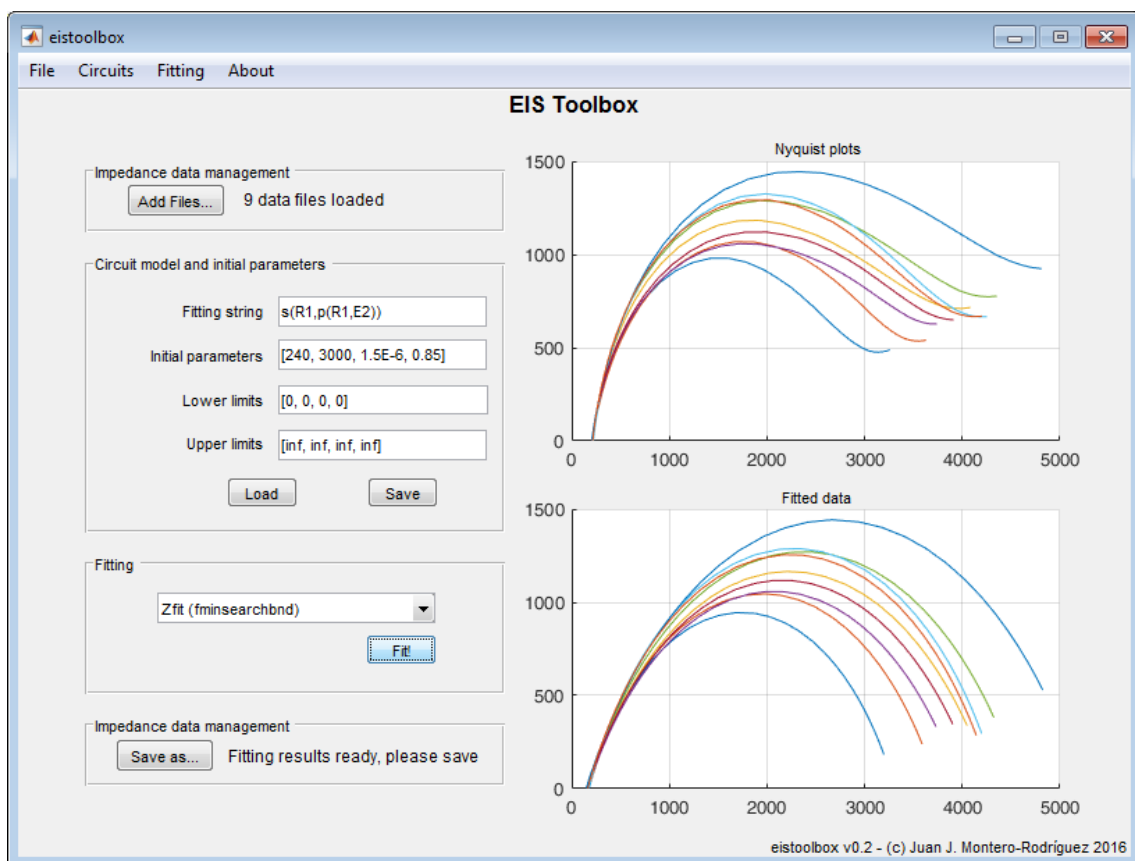 eistoolbox
File Circuits Fitting About
EIS Toolbox
Impedance data management
Add Files... 9 data files loaded
Circuit model and initial parameters
Fitting string s(R1,p(R1,E2))
Initial parameters [240, 3000, 1.5E-6, 0.85]
Lower limits [0, 0, 0, 0]
Upper limits [inf, inf, inf, inf]
Load Save
Fitting
Zfit (fminsearchbnd)
Fit!
Impedance data management
Save as... Fitting results ready, please save
Nyquist plots
1500
1000
500
0
0 1000 2000 3000 4000 5000
Fitted data
1500
1000
500
0
0 1000 2000 3000 4000 5000
eistoolbox v0.2 - (c) Juan J. Montero-Rodríguez 2016